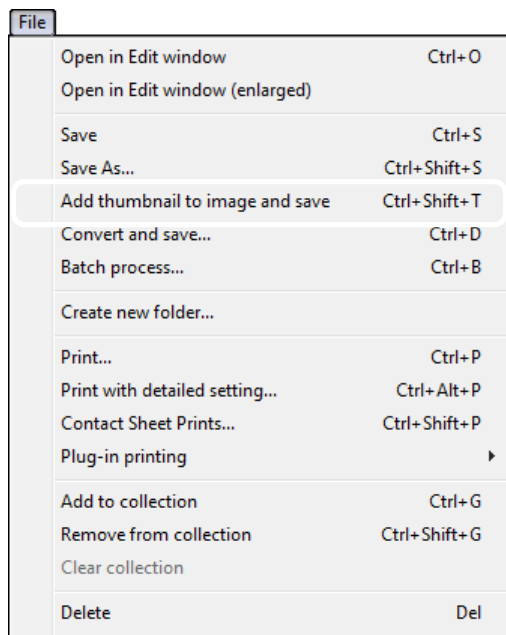 File
Open in Edit window Ctrl+O
Open in Edit window (enlarged)
Save Ctrl+S
Save As... Ctrl+Shift+S
Add thumbnail to image and save Ctrl+Shift+T
Convert and save... Ctrl+D
Batch process... Ctrl+B
Create new folder...
Print... Ctrl+P
Print with detailed setting... Ctrl+Alt+P
Contact Sheet Prints... Ctrl+Shift+P
Plug-in printing
Add to collection Ctrl+G
Remove from collection Ctrl+Shift+G
Clear collection
Delete Del